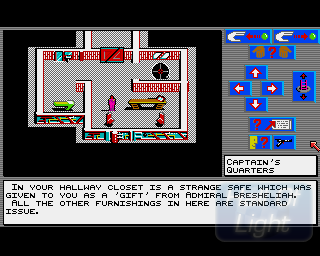 CAPTAIN'S
QUARTERS
IN YOUR HALLWAY CLOSET IS A STRANGE SAFE WHICH WAS
GIVEN TO YOU AS A 'GIFT' FROM ADMIRAL BRESHELIAH.
ALL THE OTHER FURNISHINGS IN HERE ARE STANDARD
ISSUE.
Light